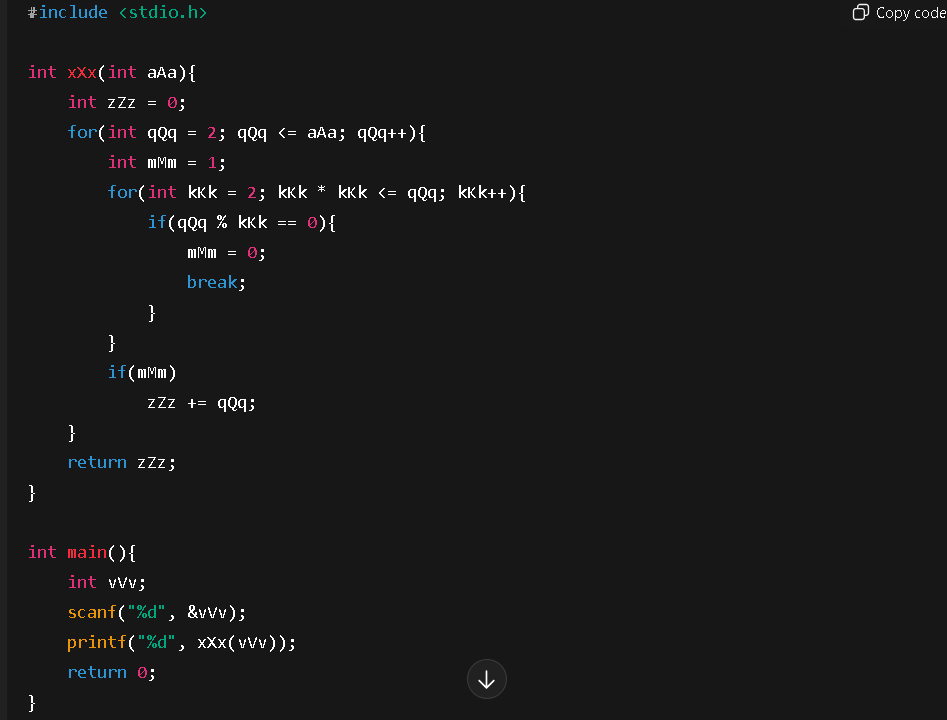 #include <stdio.h>
Copy code
int xXx(int aAa){
    int zZz = 0;
    for(int qQq = 2; qQq <= aAa; qQq++){
        int mMm = 1;
        for(int kKk = 2; kKk * kKk <= qQq; kKk++){
            if(qQq % kKk == 0){
                mMm = 0;
                break;
            }
        }
        if(mMm)
            zZz += qQq;
    }
    return zZz;
}
int main(){
    int vVv;
    scanf("%d", &vVv);
    printf("%d", xXx(vVv));
    return 0;
}